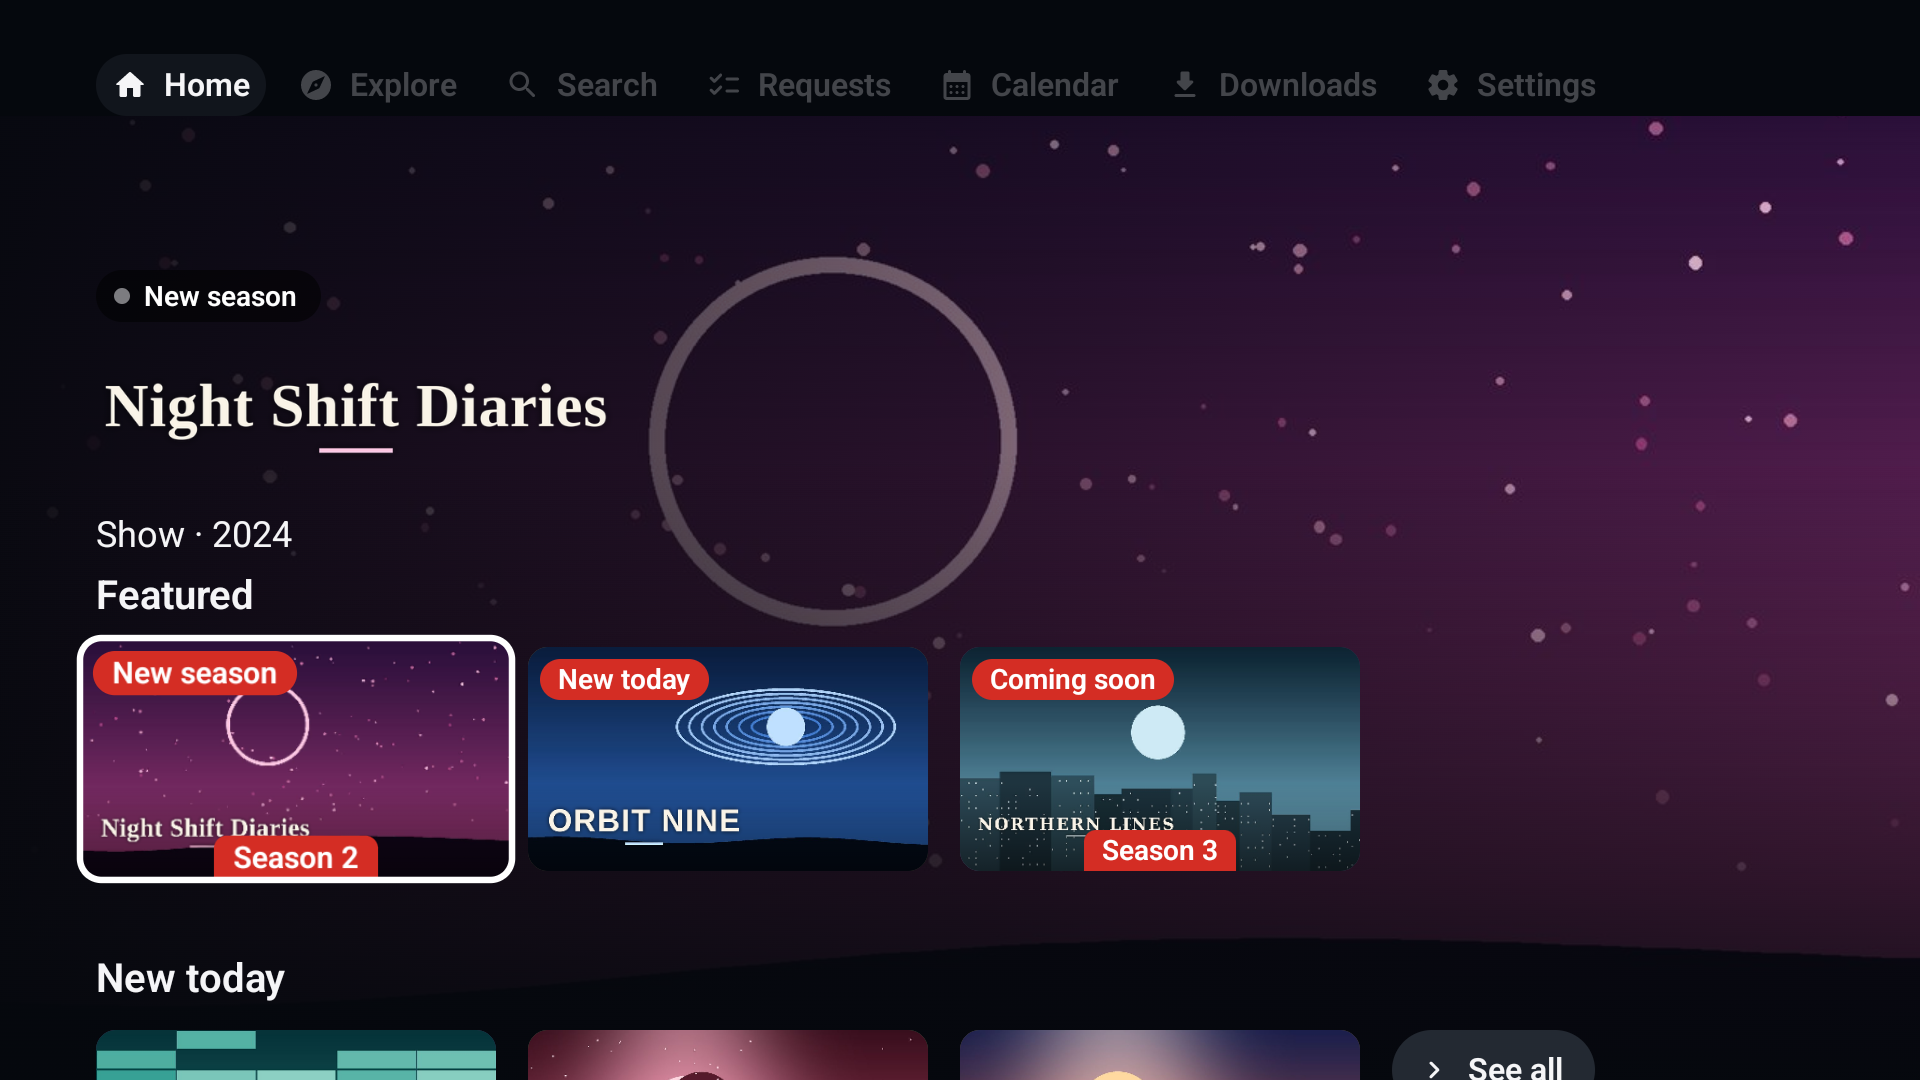 Home Explore Search Requests Calendar Downloads Settings
New season
Night Shift Diaries
Show · 2024
Featured
New season
Night Shift Diaries
Season 2
New today
ORBIT NINE
Coming soon
NORTHERN LINES
Season 3
New today
See all